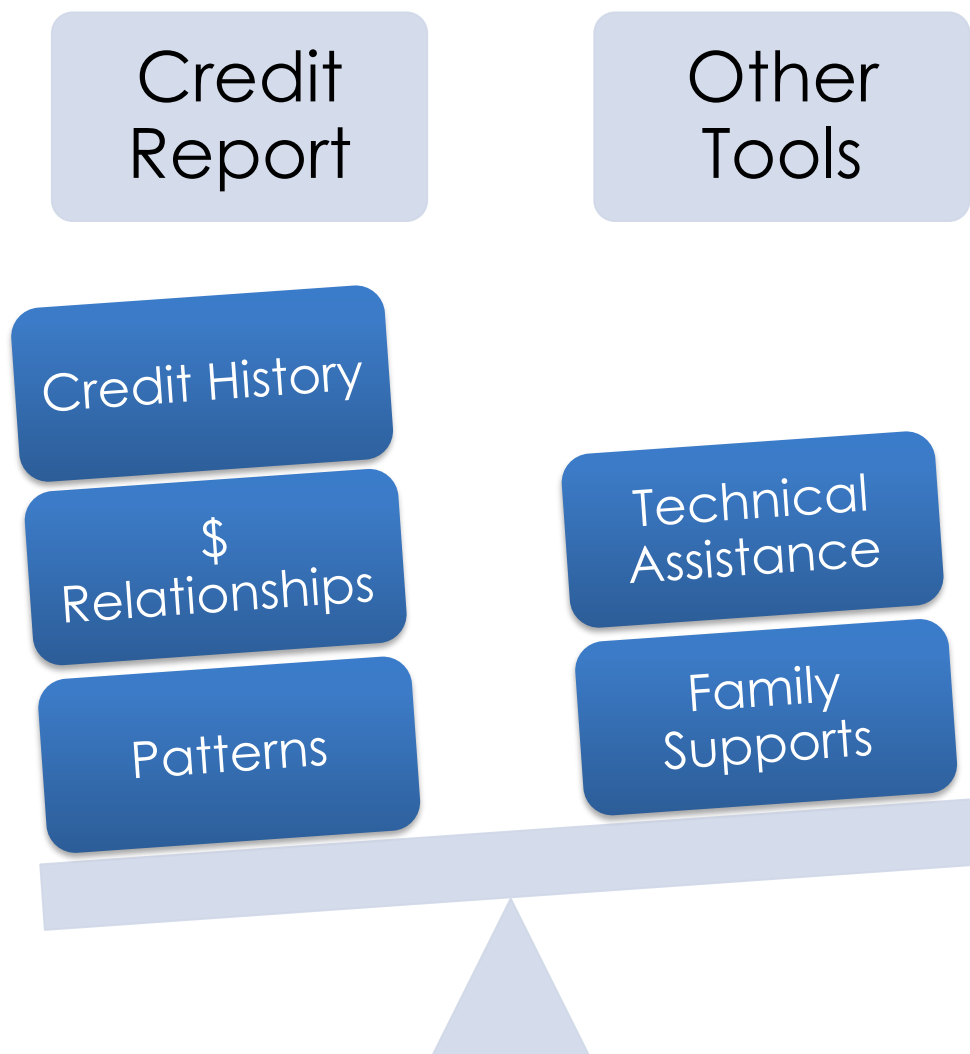 Credit
Report
Other
Tools
Credit History
$
Relationships
Patterns
Technical
Assistance
Family
Supports